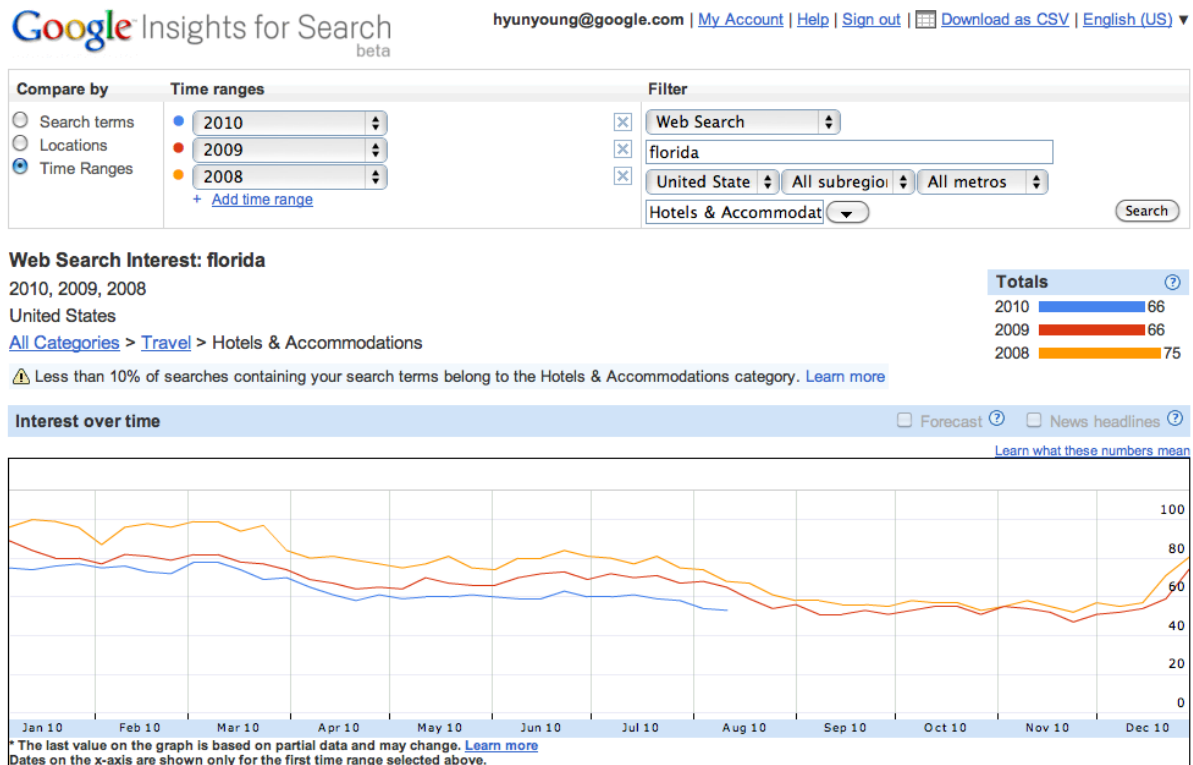 Google Insights for Search
beta
hyunyoung@google.com | My Account | Help | Sign out | Download as CSV | English (US) ▼
Compare by
Time ranges
Filter
Search terms
Locations
Time Ranges
2010
2009
2008
+ Add time range
Web Search
florida
United State
All subregion
All metros
Hotels & Accommodat
Search
Web Search Interest: florida
2010, 2009, 2008
United States
All Categories > Travel > Hotels & Accommodations
Less than 10% of searches containing your search terms belong to the Hotels & Accommodations category. Learn more
Totals ?
2010 66
2009 66
2008 75
Interest over time
Forecast ?
News headlines ?
Learn what these numbers mean
100
80
60
40
20
0
Jan 10 Feb 10 Mar 10 Apr 10 May 10 Jun 10 Jul 10 Aug 10 Sep 10 Oct 10 Nov 10 Dec 10
* The last value on the graph is based on partial data and may change. Learn more
Dates on the x-axis are shown only for the first time range selected above.